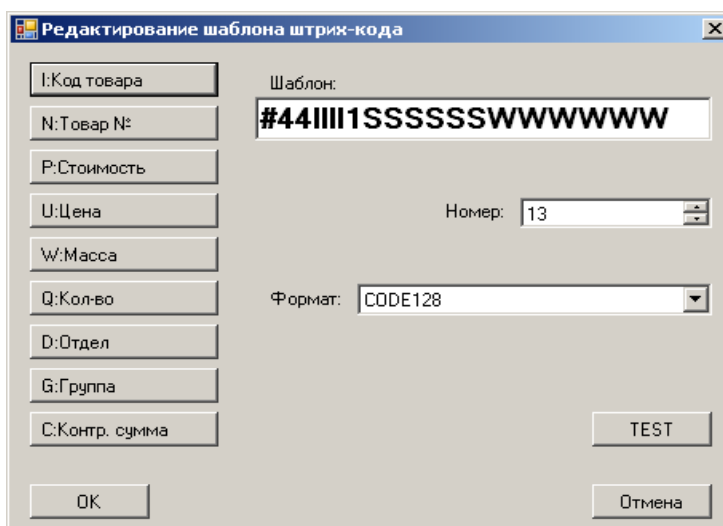 Редактирование шаблона штрих-кода
I:Код товара
N:Товар №
P:Стоимость
U:Цена
W:Масса
Q:Кол-во
D:Отдел
G:Группа
C:Контр. сумма
Шаблон:
#44IIIII1SSSSSSWWWWWW
Номер: 13
Формат: CODE128
TEST
OK
Отмена